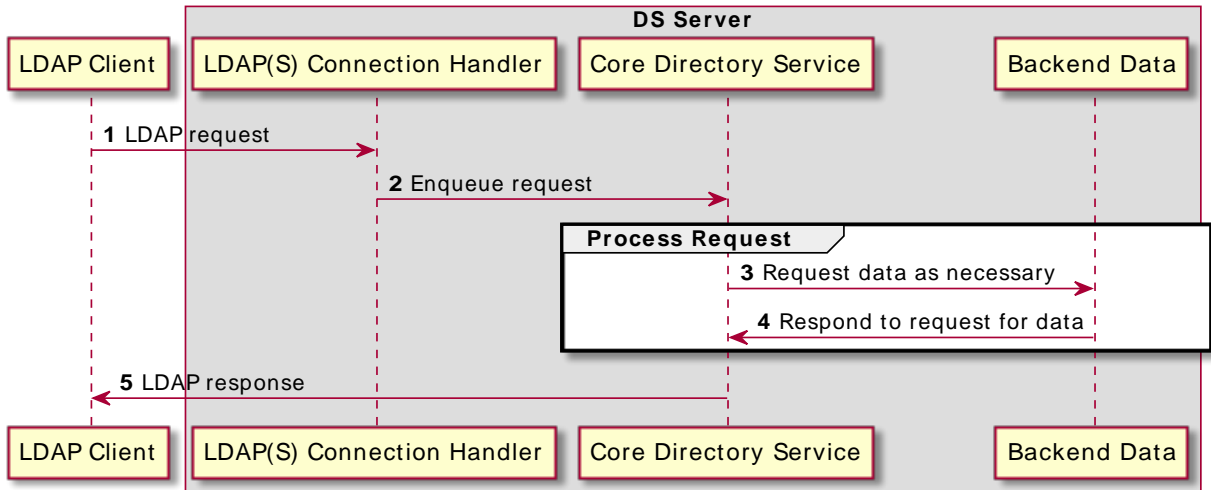 DS Server
LDAP Client
LDAP(S) Connection Handler
Core Directory Service
Backend Data
1 LDAP request
2 Enqueue request
Process Request
3 Request data as necessary
4 Respond to request for data
5 LDAP response
LDAP Client
LDAP(S) Connection Handler
Core Directory Service
Backend Data